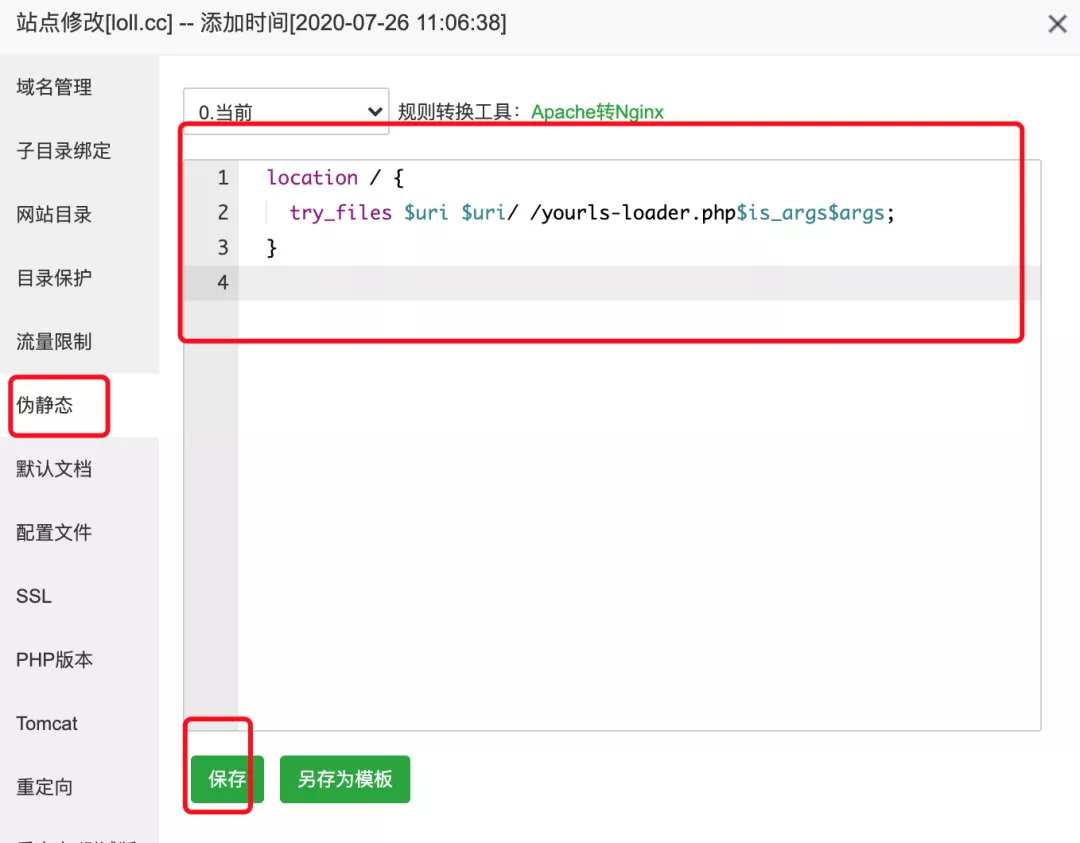 站点修改[loll.cc] -- 添加时间[2020-07-26 11:06:38]
域名管理
子目录绑定
网站目录
目录保护
流量限制
伪静态
默认文档
配置文件
SSL
PHP版本
Tomcat
重定向
0.当前
规则转换工具：Apache转Nginx
1 location / {
2 try_files $uri $uri/ /yourls-loader.php$is_args$args;
3 }
4
保存
另存为模板